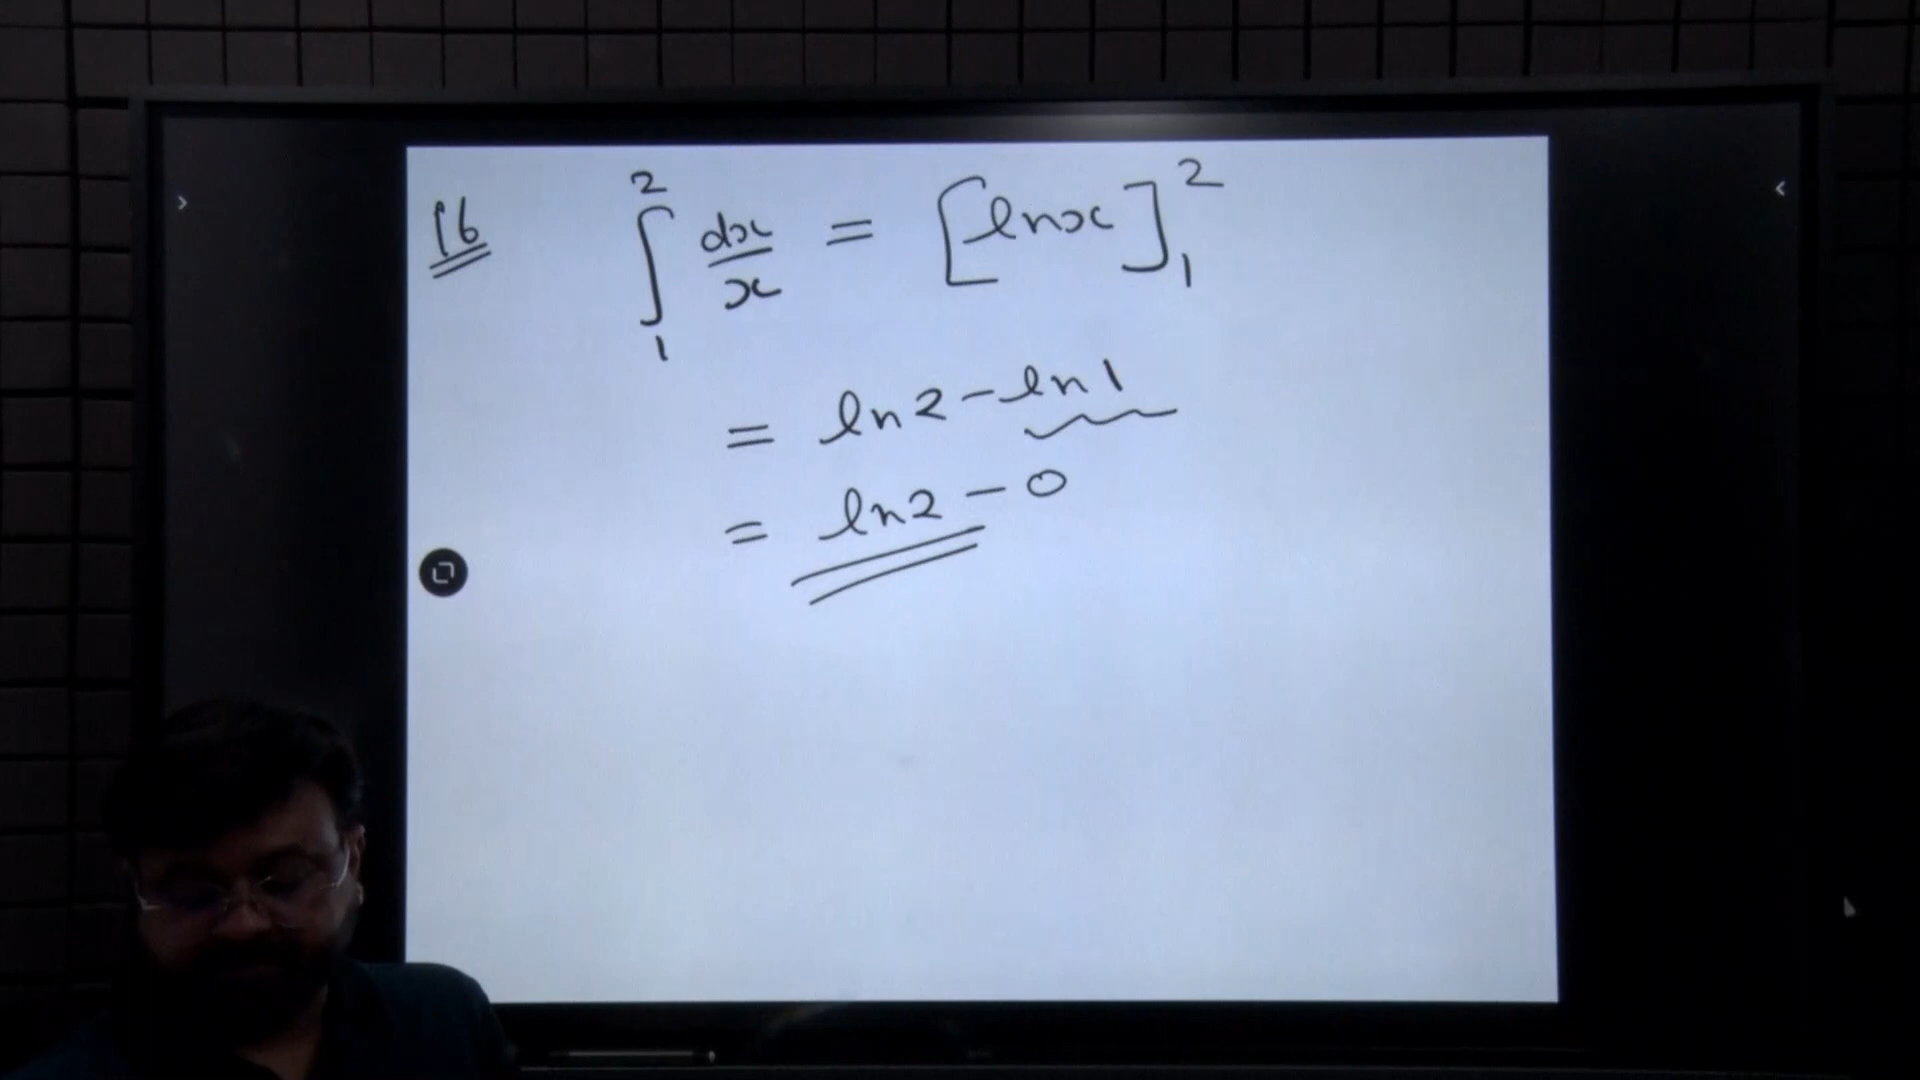 16 ∫₁² dx/x = [ln x]₁²
= ln 2 - ln 1
= ln 2 - 0